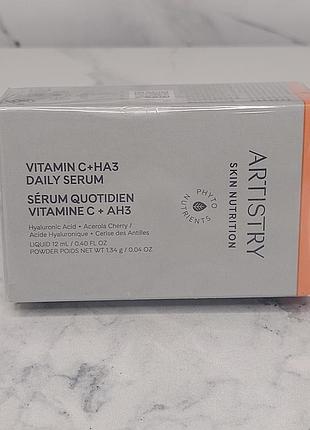 VITAMIN C+HA3
DAILY SERUM
SÉRUM QUOTIDIEN
VITAMINE C + AH3
Hyaluronic Acid • Acerola Cherry /
Acide Hyaluronique • Cerise des Antilles
LIQUID 12 mL / 0.40 FL OZ
POWDER POIDS NET WT 1.34 g / 0.04 OZ
PHYTO
NUTRIENTS
ARTISTRY
SKIN NUTRITION